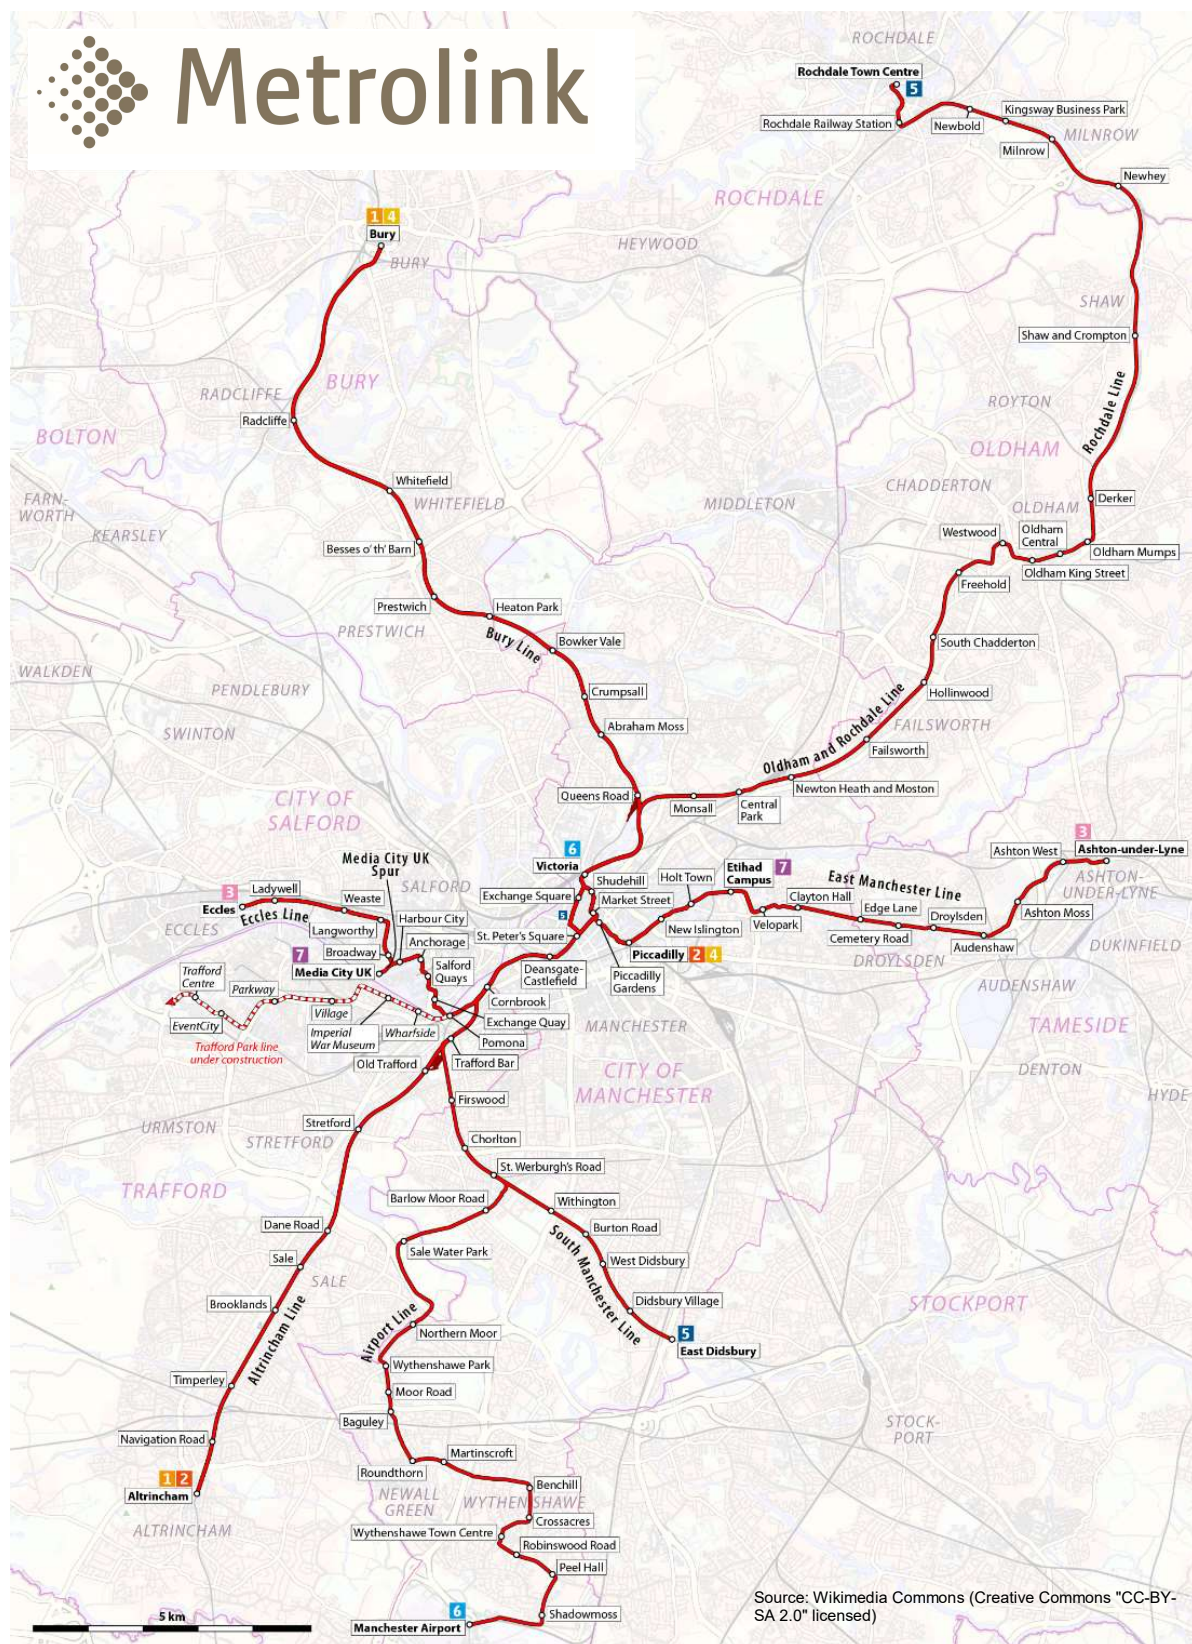 Metrolink
ROCHDALE
Rochdale Town Centre
5
Rochdale Railway Station
Newbold
Kingsway Business Park
MILNROW
Milnrow
Newhey
ROCHDALE
1 4
Bury
BURY
HEYWOOD
SHAW
Shaw and Crompton
RADCLIFFE
BURY
Radcliffe
ROYTON
Rochdale Line
BOLTON
OLDHAM
Whitefield
WHITEFIELD
MIDDLETON
CHADDERTON
FARN-
WORTH
KEARSLEY
OLDHAM
Derker
Westwood
Oldham
Central
Besses o' th' Barn
Oldham Mumps
Oldham King Street
Freehold
Prestwich
Heaton Park
PRESTWICH
Bury Line
Bowker Vale
South Chadderton
WALKDEN
PENDLEBURY
Crumpsall
Hollinwood
SWINTON
Abraham Moss
Oldham and Rochdale Line
FAILSWORTH
Failsworth
CITY OF
SALFORD
Queens Road
Monsall
Central
Park
Newton Heath and Moston
Media City UK
Spur
6
Victoria
3
Ashton West
Ashton-under-Lyne
Etihad
Campus
7
Holt Town
Shudehill
East Manchester Line
ASHTON-
UNDER-LYNE
3
Ladywell
Weaste
SALFORD
Exchange Square
Market Street
Clayton Hall
Eccles
Eccles Line
Harbour City
5
Edge Lane
Droylsden
Ashton Moss
ECCLES
Langworthy
St. Peter's Square
New Islington
Velopark
Cemetery Road
Audenshaw
DUKINFIELD
Anchorage
7
Broadway
Piccadilly
2 4
DROYLSDEN
Media City UK
Salford
Quays
Deansgate-
Castlefield
Piccadilly
Gardens
Trafford
Centre
Parkway
AUDENSHAW
Cornbrook
Village
EventCity
Imperial
War Museum
Wharfside
Exchange Quay
MANCHESTER
TAMESIDE
Trafford Park line
under construction
Pomona
Old Trafford
Trafford Bar
CITY OF
MANCHESTER
DENTON
HYDE
Firswood
URMSTON
Stretford
STRETFORD
Chorlton
St. Werburgh's Road
TRAFFORD
Barlow Moor Road
Withington
Dane Road
Burton Road
Sale Water Park
South Manchester Line
Sale
West Didsbury
SALE
Brooklands
Didsbury Village
STOCKPORT
Altrincham Line
Airport Line
Northern Moor
5
East Didsbury
Wythenshawe Park
Timperley
Moor Road
Baguley
STOCK-
PORT
Navigation Road
Martinscroft
Roundthorn
1 2
Altrincham
Benchill
NEWALL
GREEN
WYTHENSHAWE
Crossacres
ALTRINCHAM
Wythenshawe Town Centre
Robinswood Road
Peel Hall
Source: Wikimedia Commons (Creative Commons "CC-BY-
SA 2.0" licensed)
5 km
6
Shadowmoss
Manchester Airport